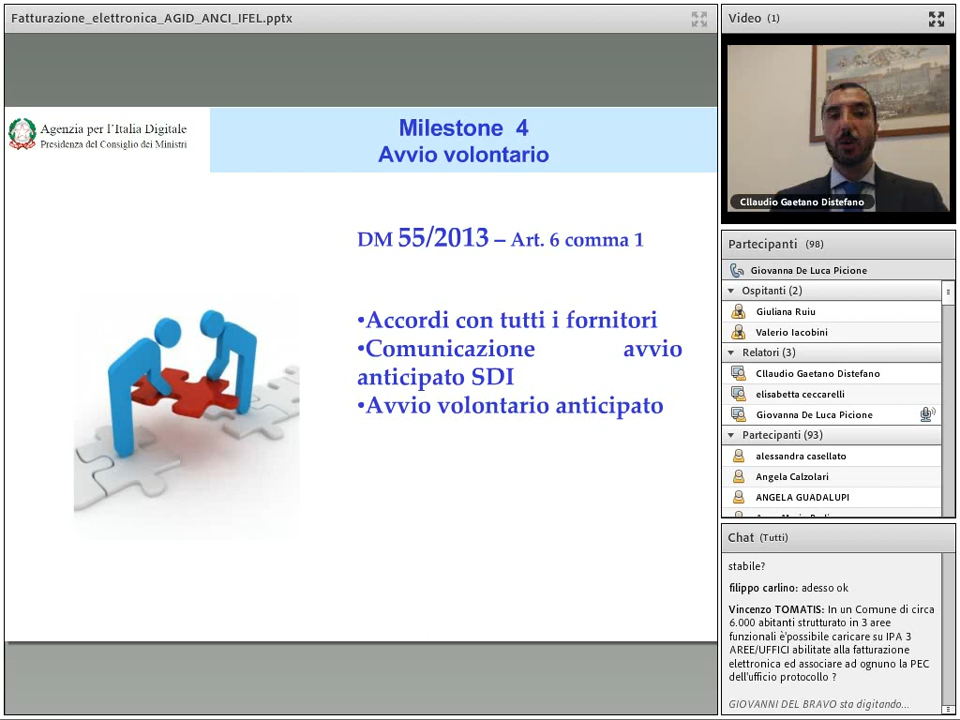 Fatturazione_elettronica_AGID_ANCI_IFEL.pptx
Agenzia per l'Italia Digitale
Presidenza del Consiglio dei Ministri
Milestone 4
Avvio volontario
DM 55/2013 – Art. 6 comma 1
•Accordi con tutti i fornitori
•Comunicazione avvio
anticipato SDI
•Avvio volontario anticipato
Video (1)
Cllaudio Gaetano Distefano
Partecipanti (98)
Giovanna De Luca Picione
Ospitanti (2)
Giuliana Ruiu
Valerio Iacobini
Relatori (3)
Cllaudio Gaetano Distefano
elisabetta ceccarelli
Giovanna De Luca Picione
Partecipanti (93)
alessandra casellato
Angela Calzolari
ANGELA GUADALUPI
Chat (Tutti)
stabile?
filippo carlino: adesso ok
Vincenzo TOMATIS: In un Comune di circa
6.000 abitanti strutturato in 3 aree
funzionali è'possibile caricare su IPA 3
AREE/UFFICI abilitate alla fatturazione
elettronica ed associare ad ognuno la PEC
dell'ufficio protocollo ?
GIOVANNI DEL BRAVO sta digitando...